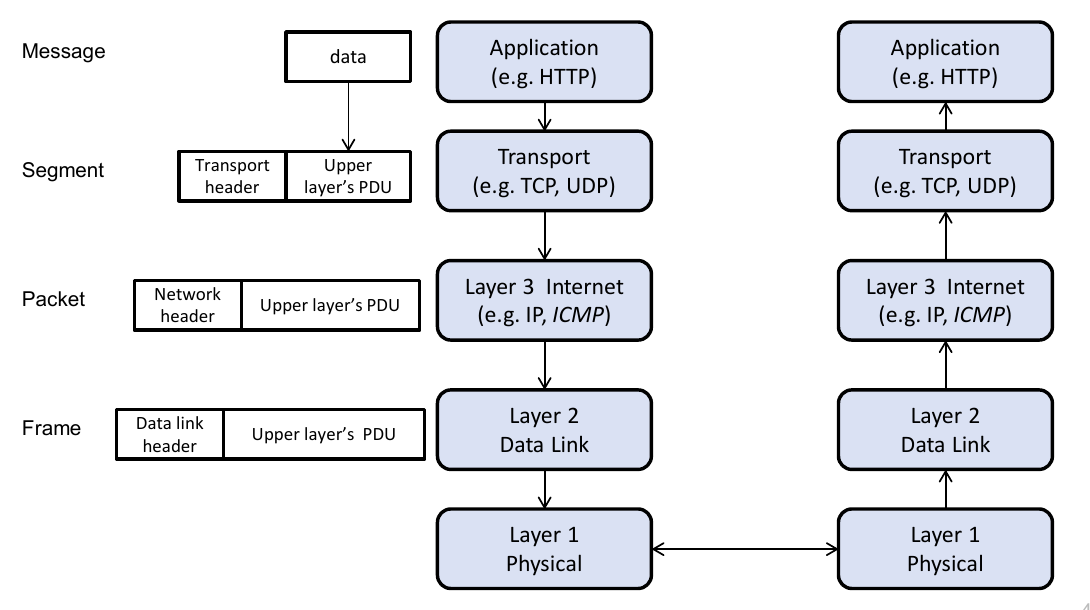 Message
data
Application
(e.g. HTTP)
Application
(e.g. HTTP)
Segment
Transport
header
Upper
layer's PDU
Transport
(e.g. TCP, UDP)
Transport
(e.g. TCP, UDP)
Packet
Network
header
Upper layer's PDU
Layer 3 Internet
(e.g. IP, ICMP)
Layer 3 Internet
(e.g. IP, ICMP)
Frame
Data link
header
Upper layer's PDU
Layer 2
Data Link
Layer 2
Data Link
Layer 1
Physical
Layer 1
Physical